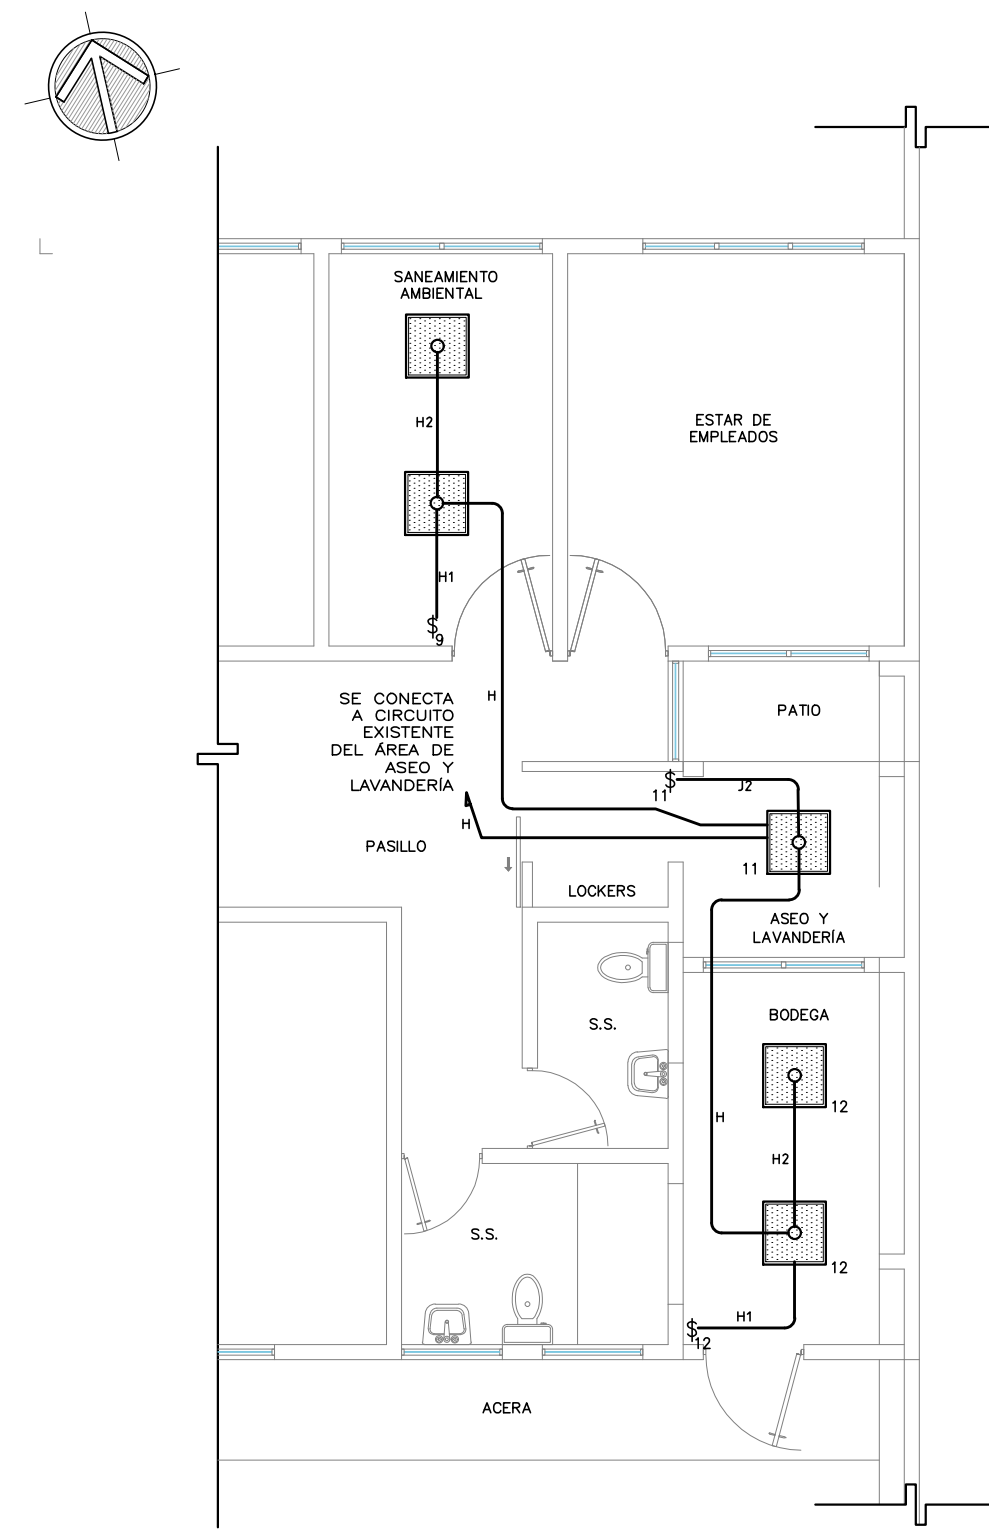 SANEAMIENTO
AMBIENTAL
H2
ESTAR DE
EMPLEADOS
H1
$
9
SE CONECTA
A CIRCUITO
EXISTENTE
DEL ÁREA DE
ASEO Y
LAVANDERÍA
H
PATIO
$
11
J2
H
PASILLO
11
LOCKERS
ASEO Y
LAVANDERÍA
S.S.
BODEGA
12
H
H2
S.S.
12
H1
$
12
ACERA